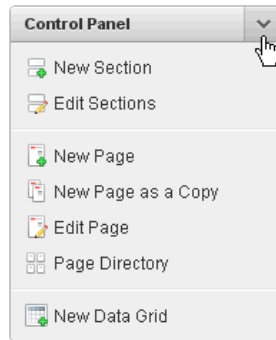 Control Panel
New Section
Edit Sections
New Page
New Page as a Copy
Edit Page
Page Directory
New Data Grid